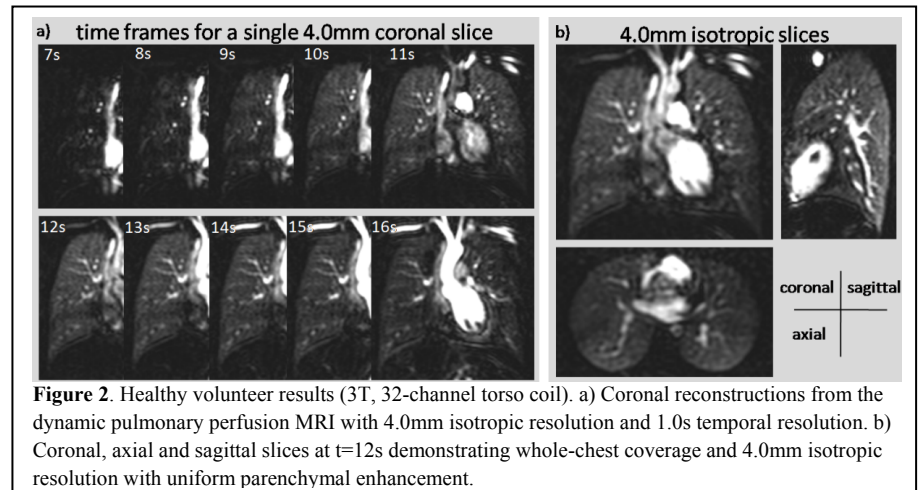 a) time frames for a single 4.0mm coronal slice
7s 8s 9s 10s 11s
12s 13s 14s 15s 16s
b) 4.0mm isotropic slices
coronal sagittal
axial
Figure 2. Healthy volunteer results (3T, 32-channel torso coil). a) Coronal reconstructions from the
dynamic pulmonary perfusion MRI with 4.0mm isotropic resolution and 1.0s temporal resolution. b)
Coronal, axial and sagittal slices at t=12s demonstrating whole-chest coverage and 4.0mm isotropic
resolution with uniform parenchymal enhancement.